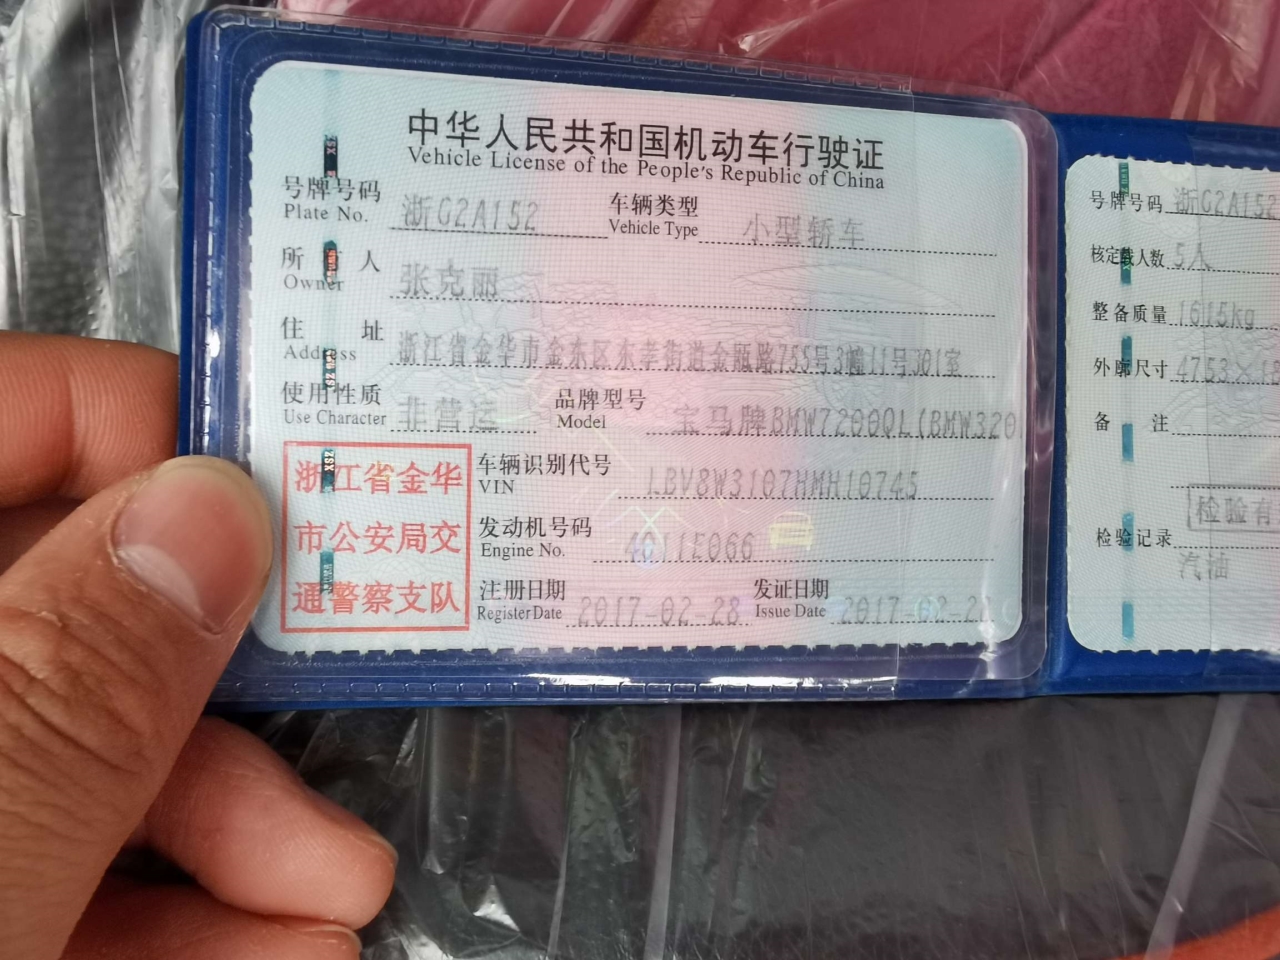 中华人民共和国机动车行驶证
Vehicle License of the People's Republic of China
号牌号码 浙G2A152 车辆类型 小型轿车
Plate No. Vehicle Type
所有人 张克丽
Owner
住址 浙江省金华市金东区东孝街道金瓯路755号3幢11号301室
Address
使用性质 非营运 品牌型号 宝马牌BMW7200QL(BMW320
Use Character Model
浙江省金华
市公安局交
通警察支队
车辆识别代号 LBV8W3107HMH10745
VIN
发动机号码 4011E066
Engine No.
注册日期 2017-02-28 发证日期 2017-02-2
Register Date Issue Date
号牌号码 浙G2A152
核定载人数 5人
整备质量 1615kg
外廓尺寸 4753×18
备注
检验有
检验记录
汽油